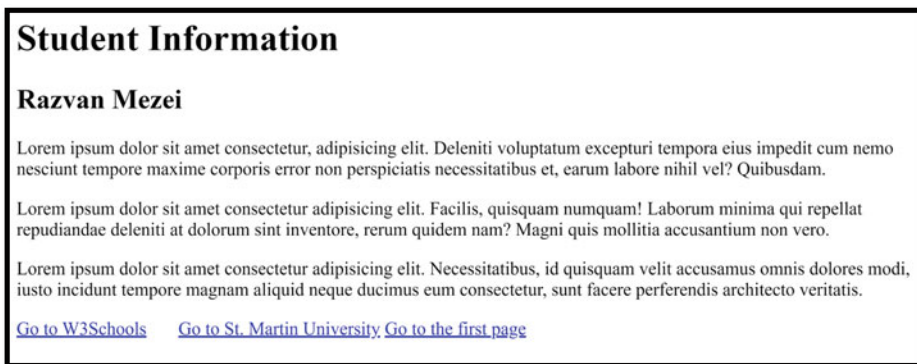 Student Information
Razvan Mezei
Lorem ipsum dolor sit amet consectetur, adipisicing elit. Deleniti voluptatum excepturi tempora eius impedit cum nemo
nesciunt tempore maxime corporis error non perspiciatis necessitatibus et, earum labore nihil vel? Quibusdam.
Lorem ipsum dolor sit amet consectetur adipisicing elit. Facilis, quisquam numquam! Laborum minima qui repellat
repudiandae deleniti at dolorum sint inventore, rerum quidem nam? Magni quis mollitia accusantium non vero.
Lorem ipsum dolor sit amet consectetur adipisicing elit. Necessitatibus, id quisquam velit accusamus omnis dolores modi,
iusto incidunt tempore magnam aliquid neque ducimus eum consectetur, sunt facere perferendis architecto veritatis.
Go to W3Schools Go to St. Martin University Go to the first page